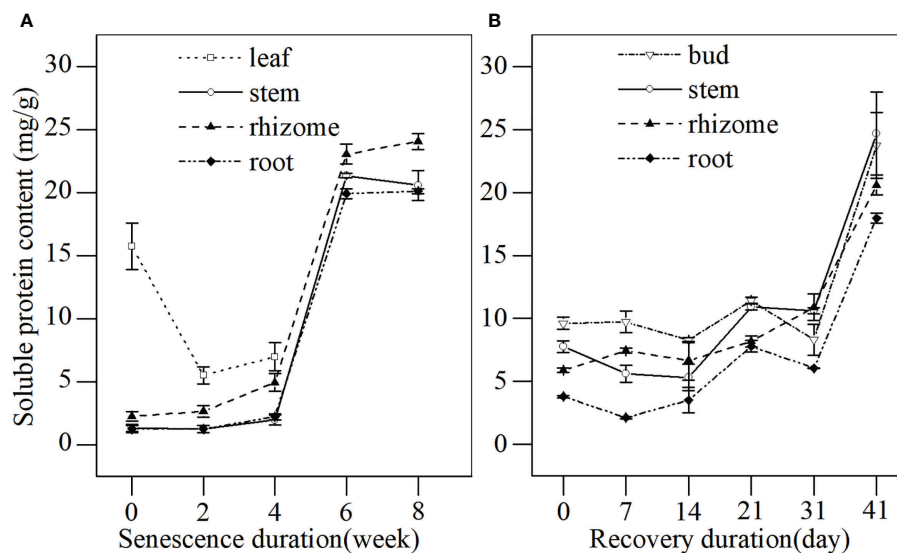 A
B
Soluble protein content (mg/g)
30
25
20
15
10
5
0
leaf
stem
rhizome
root
0 2 4 6 8
Senescence duration(week)
30
25
20
15
10
5
0
bud
stem
rhizome
root
0 7 14 21 31 41
Recovery duration(day)